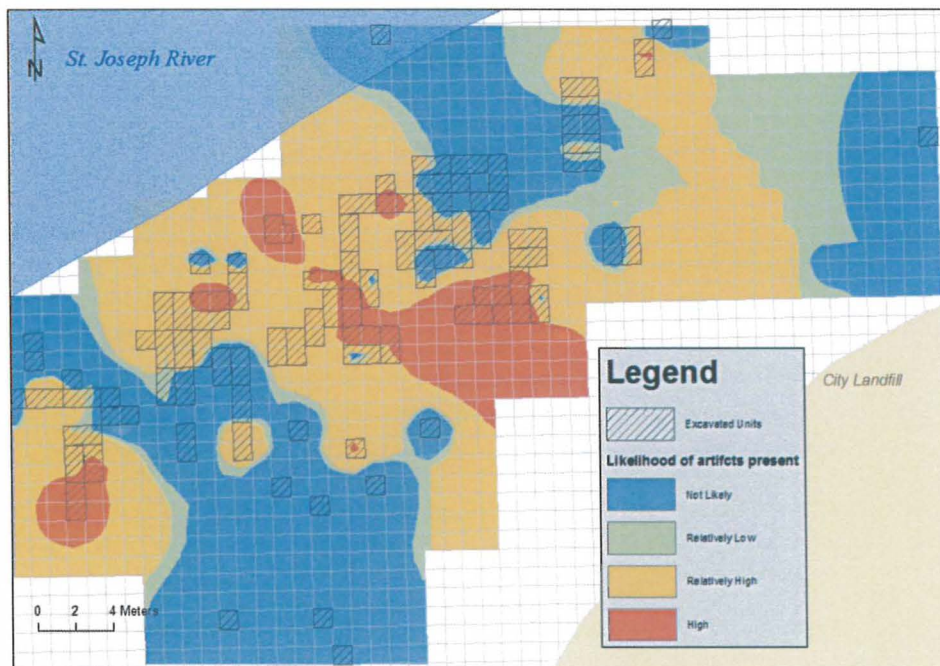 N
St. Joseph River
City Landfill
Legend
Excavated Units
Likelihood of artifcts present
Not Likely
Relatively Low
Relatively High
High
0 2 4 Meters